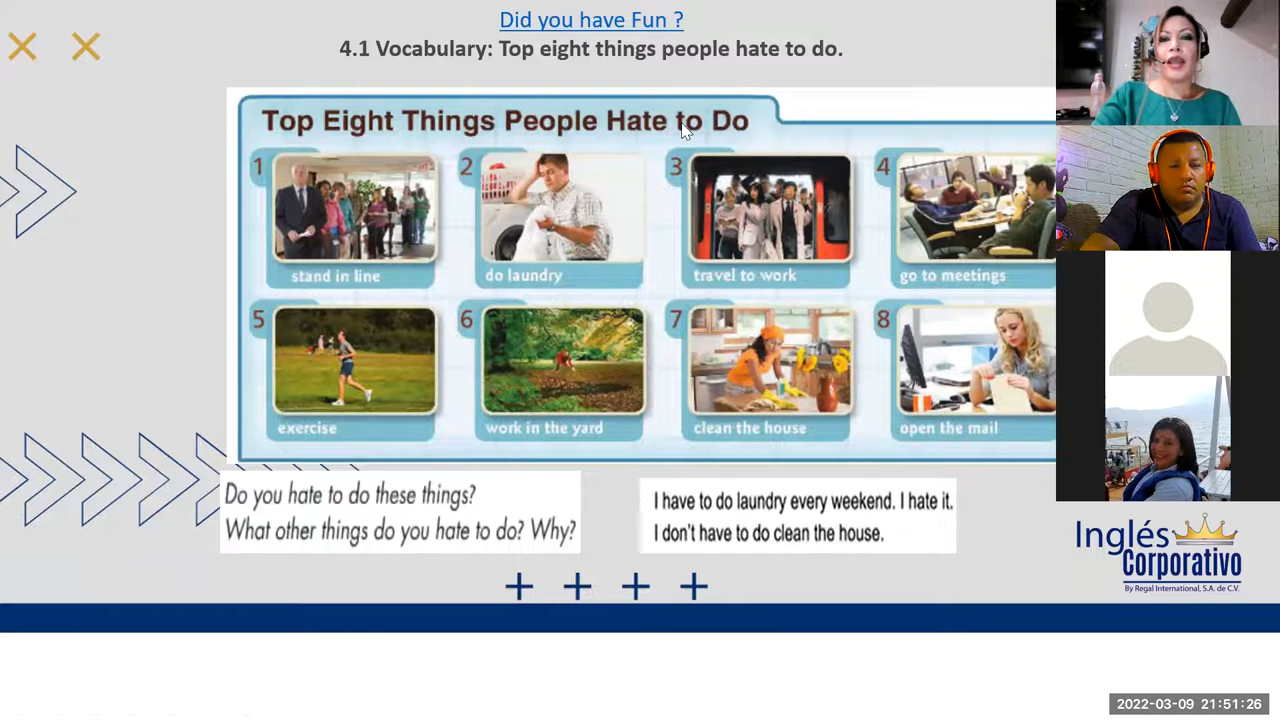 Did you have Fun ?
4.1 Vocabulary: Top eight things people hate to do.
Top Eight Things People Hate to Do
1
2
3
4
stand in line
do laundry
travel to work
go to meetings
5
6
7
8
exercise
work in the yard
clean the house
open the mail
Do you hate to do these things?
What other things do you hate to do? Why?
I have to do laundry every weekend. I hate it.
I don't have to do clean the house.
Inglés
Corporativo
By Regal International, S.A. de C.V.
2022-03-09 21:51:26